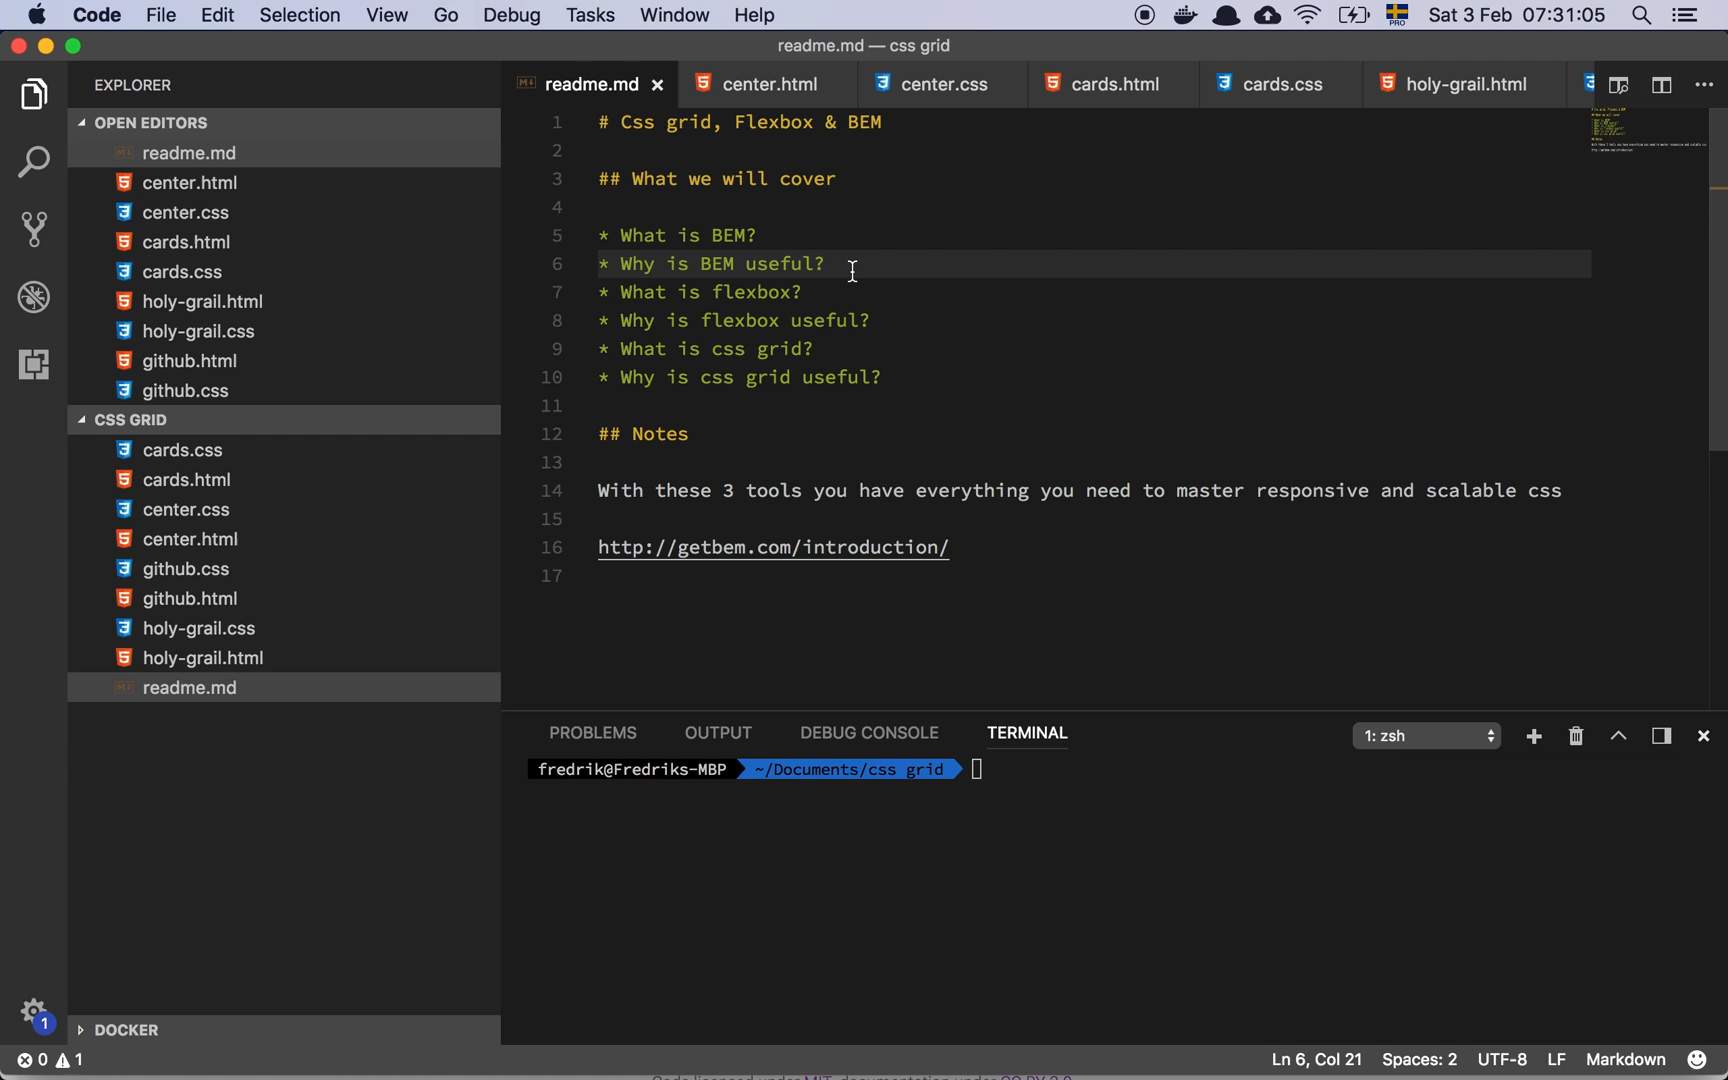 Code File Edit Selection View Go Debug Tasks Window Help PRO Sat 3 Feb 07:31:05
readme.md — css grid
EXPLORER
readme.md center.html center.css cards.html cards.css holy-grail.html
OPEN EDITORS
readme.md
center.html
center.css
cards.html
cards.css
holy-grail.html
holy-grail.css
github.html
github.css
CSS GRID
cards.css
cards.html
center.css
center.html
github.css
github.html
holy-grail.css
holy-grail.html
readme.md
DOCKER
1 # Css grid, Flexbox & BEM
2
3 ## What we will cover
4
5 * What is BEM?
6 * Why is BEM useful?
7 * What is flexbox?
8 * Why is flexbox useful?
9 * What is css grid?
10 * Why is css grid useful?
11
12 ## Notes
13
14 With these 3 tools you have everything you need to master responsive and scalable css
15
16 http://getbem.com/introduction/
17
PROBLEMS OUTPUT DEBUG CONSOLE TERMINAL 1: zsh
fredrik@Fredriks-MBP ~/Documents/css grid
1
0 1 Ln 6, Col 21 Spaces: 2 UTF-8 LF Markdown